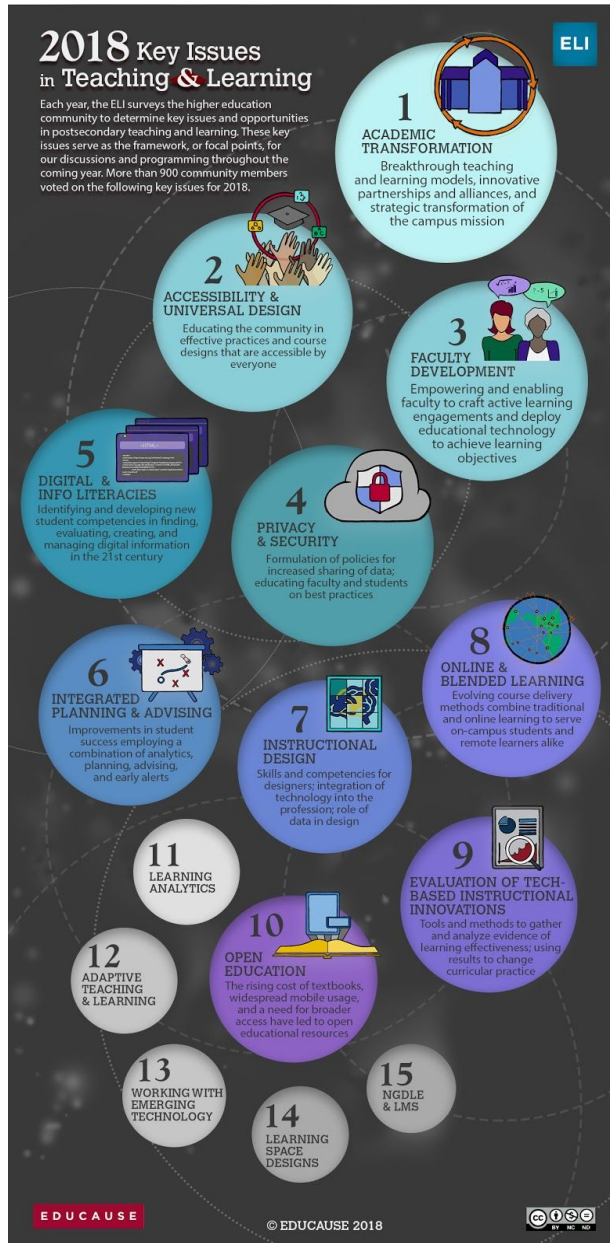 2018 Key Issues
in Teaching & Learning
Each year, the ELI surveys the higher education
community to determine key issues and opportunities
in postsecondary teaching and learning. These key
issues serve as the framework, or focal points, for
our discussions and programming throughout the
coming year. More than 900 community members
voted on the following key issues for 2018.
ELI
1
ACADEMIC
TRANSFORMATION
Breakthrough teaching
and learning models, innovative
partnerships and alliances, and
strategic transformation of
the campus mission
2
ACCESSIBILITY &
UNIVERSAL DESIGN
Educating the community in
effective practices and course
designs that are accessible by
everyone
3
FACULTY
DEVELOPMENT
Empowering and enabling
faculty to craft active learning
engagements and deploy
educational technology
to achieve learning
objectives
4
PRIVACY
& SECURITY
Formulation of policies for
increased sharing of data;
educating faculty and students
on best practices
5
DIGITAL &
INFO LITERACIES
Identifying and developing new
student competencies in finding,
evaluating, creating, and
managing digital information
in the 21st century
6
INTEGRATED
PLANNING & ADVISING
Improvements in student
success employing a
combination of analytics,
planning, advising,
and early alerts
7
INSTRUCTIONAL
DESIGN
Skills and competencies for
designers; integration of
technology into the
profession; role of
data in design
8
ONLINE &
BLENDED LEARNING
Evolving course delivery
methods combine traditional
and online learning to serve
on-campus students and
remote learners alike
9
EVALUATION OF TECH-
BASED INSTRUCTIONAL
INNOVATIONS
Tools and methods to gather
and analyze evidence of
learning effectiveness; using
results to change
curricular practice
10
OPEN
EDUCATION
The rising cost of textbooks,
widespread mobile usage,
and a need for broader
access have led to open
educational resources
11
LEARNING
ANALYTICS
12
ADAPTIVE
TEACHING
& LEARNING
13
WORKING WITH
EMERGING
TECHNOLOGY
14
LEARNING
SPACE
DESIGNS
15
NGDLE
& LMS
EDUCAUSE
© EDUCAUSE 2018
cc
BY NC ND